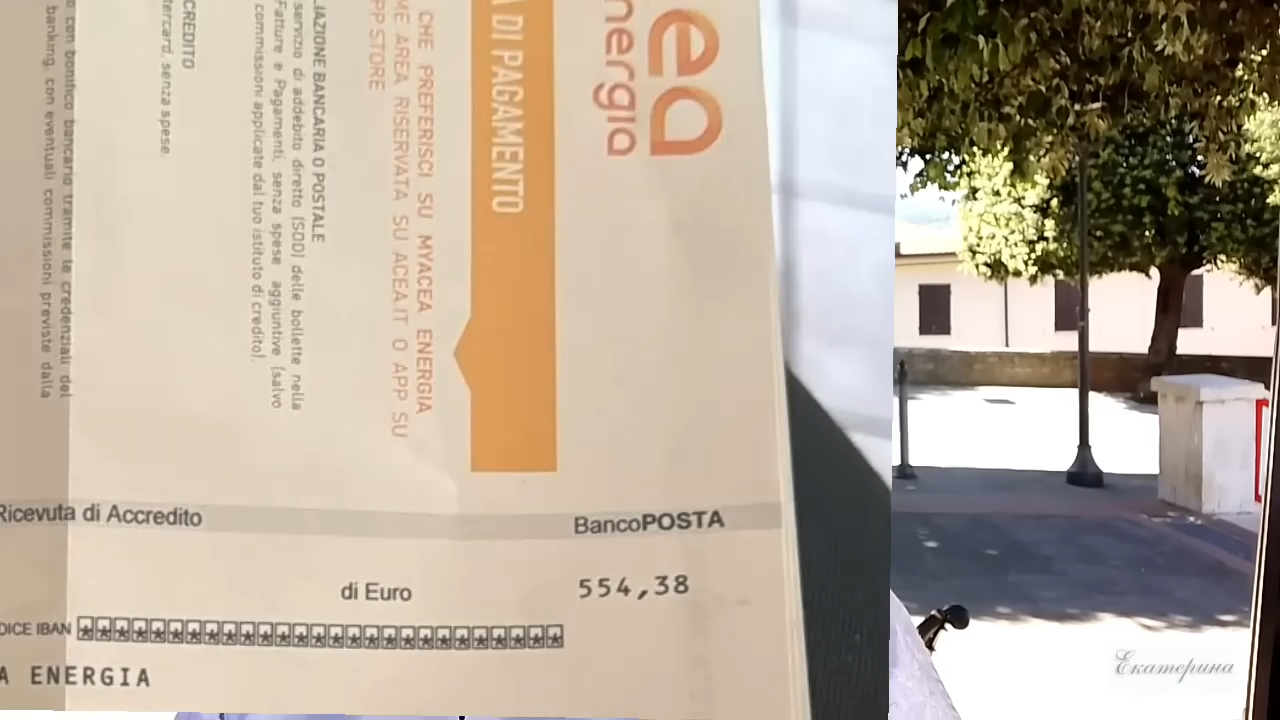 ea
nergia
A DI PAGAMENTO
CHE PREFERISCI SU MYACEA ENERGIA
ME AREA RISERVATA SU ACEA.IT O APP SU
PP STORE
LIAZIONE BANCARIA O POSTALE
servizio di addebito diretto (SDD) delle bollette nella
Fatture e Pagamenti, senza spese aggiuntive (salvo
commissioni applicate dal tuo istituto di credito).
CREDITO
tercard, senza spese.
o con bonifico bancario tramite le credenziali del
banking, con eventuali commissioni previste dalla
Ricevuta di Accredito BancoPOSTA
di Euro 554,38
DICE IBAN
A ENERGIA
Екатерина